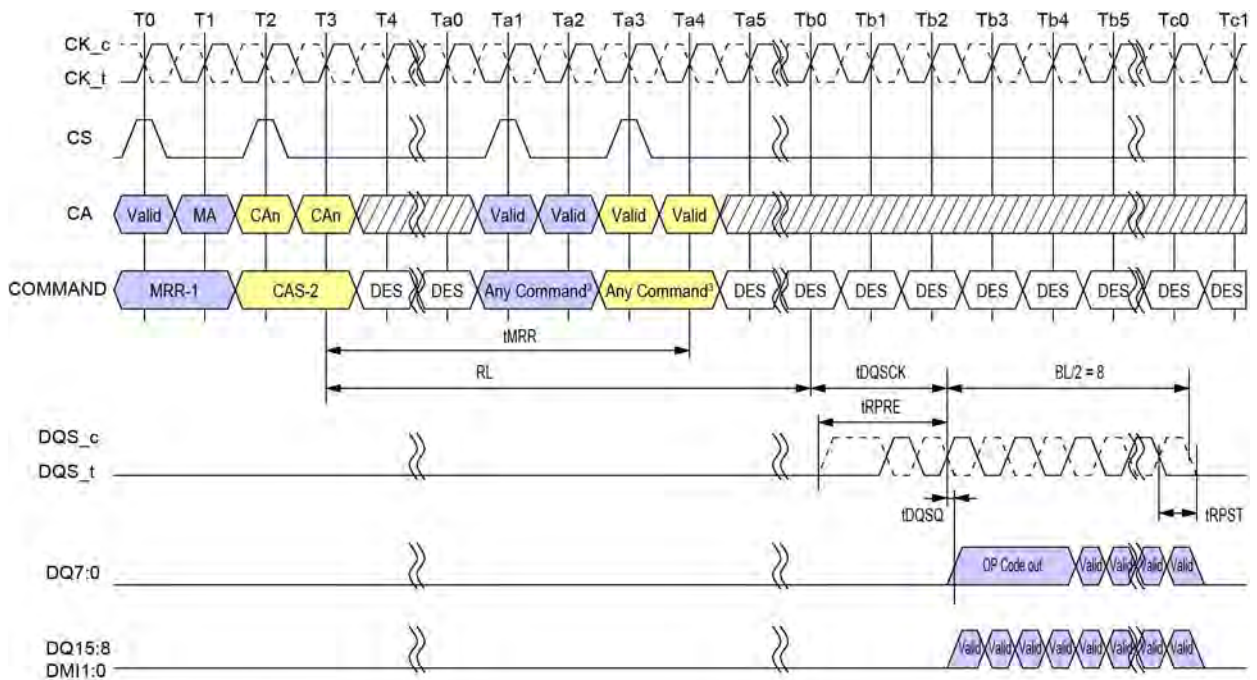 T0 T1 T2 T3 T4 Ta0 Ta1 Ta2 Ta3 Ta4 Ta5 Tb0 Tb1 Tb2 Tb3 Tb4 Tb5 Tc0 Tc1
CK_c
CK_t
CS
CA Valid MA CAn CAn Valid Valid Valid Valid
COMMAND MRR-1 CAS-2 DES DES Any Command³ Any Command³ DES DES DES DES DES DES DES DES DES
tMRR
RL tDQSCK BL/2 = 8
tRPRE
DQS_c
DQS_t
tDQSQ tRPST
DQ7:0 OP Code out Valid Valid Valid Valid
DQ15:8 Valid Valid Valid Valid Valid Valid Valid Valid
DMI1:0